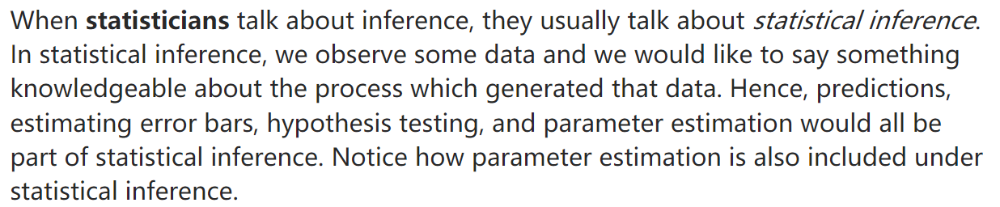 When statisticians talk about inference, they usually talk about statistical inference.
In statistical inference, we observe some data and we would like to say something
knowledgeable about the process which generated that data. Hence, predictions,
estimating error bars, hypothesis testing, and parameter estimation would all be
part of statistical inference. Notice how parameter estimation is also included under
statistical inference.